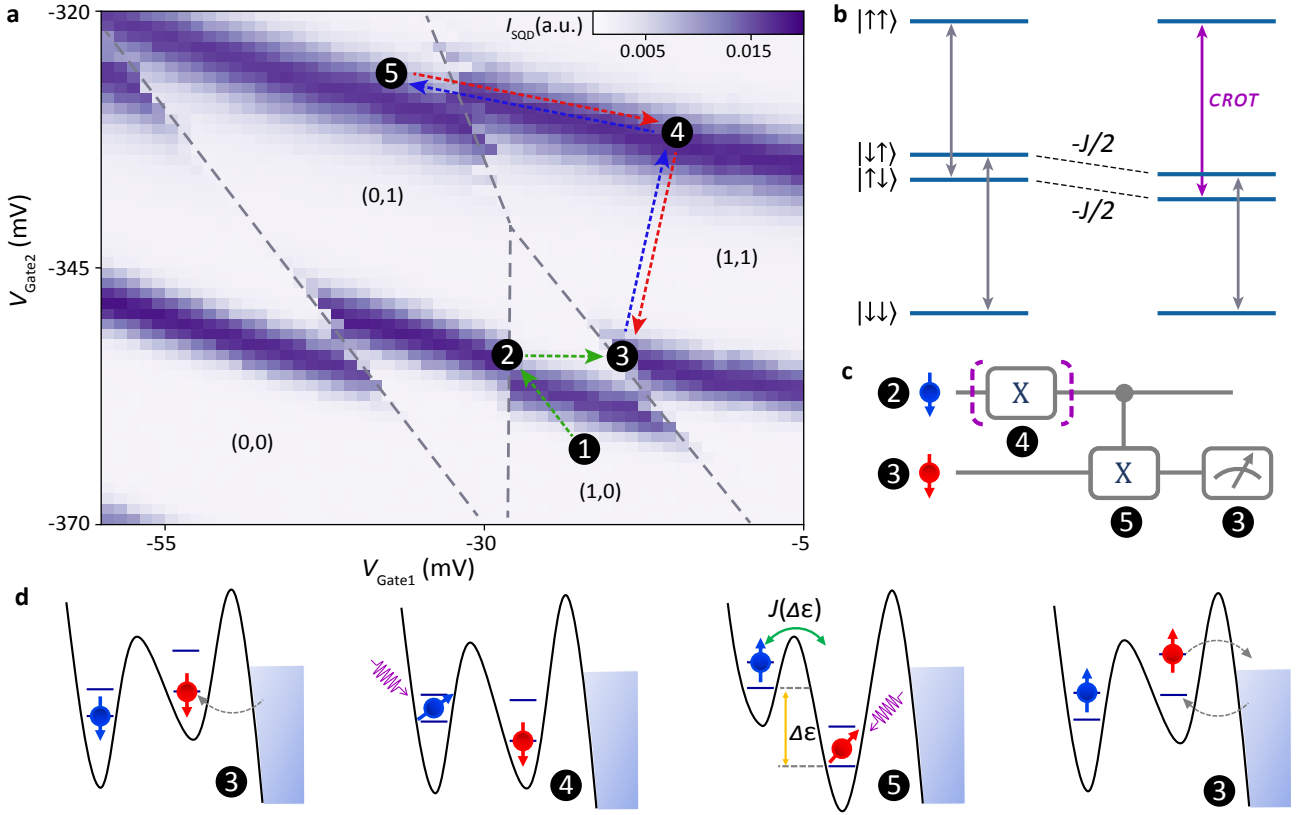 a
-320
-345
-370
V_Gate2 (mV)
I_SQD(a.u.)
0.005
0.015
5
4
(0,1)
(1,1)
2
3
1
(0,0)
(1,0)
-55
-30
-5
V_Gate1 (mV)
b
|↑↑⟩
CROT
|↓↑⟩
-J/2
|↑↓⟩
-J/2
|↓↓⟩
c
2
X
4
3
X
5
3
d
J(Δε)
Δε
3
4
5
3